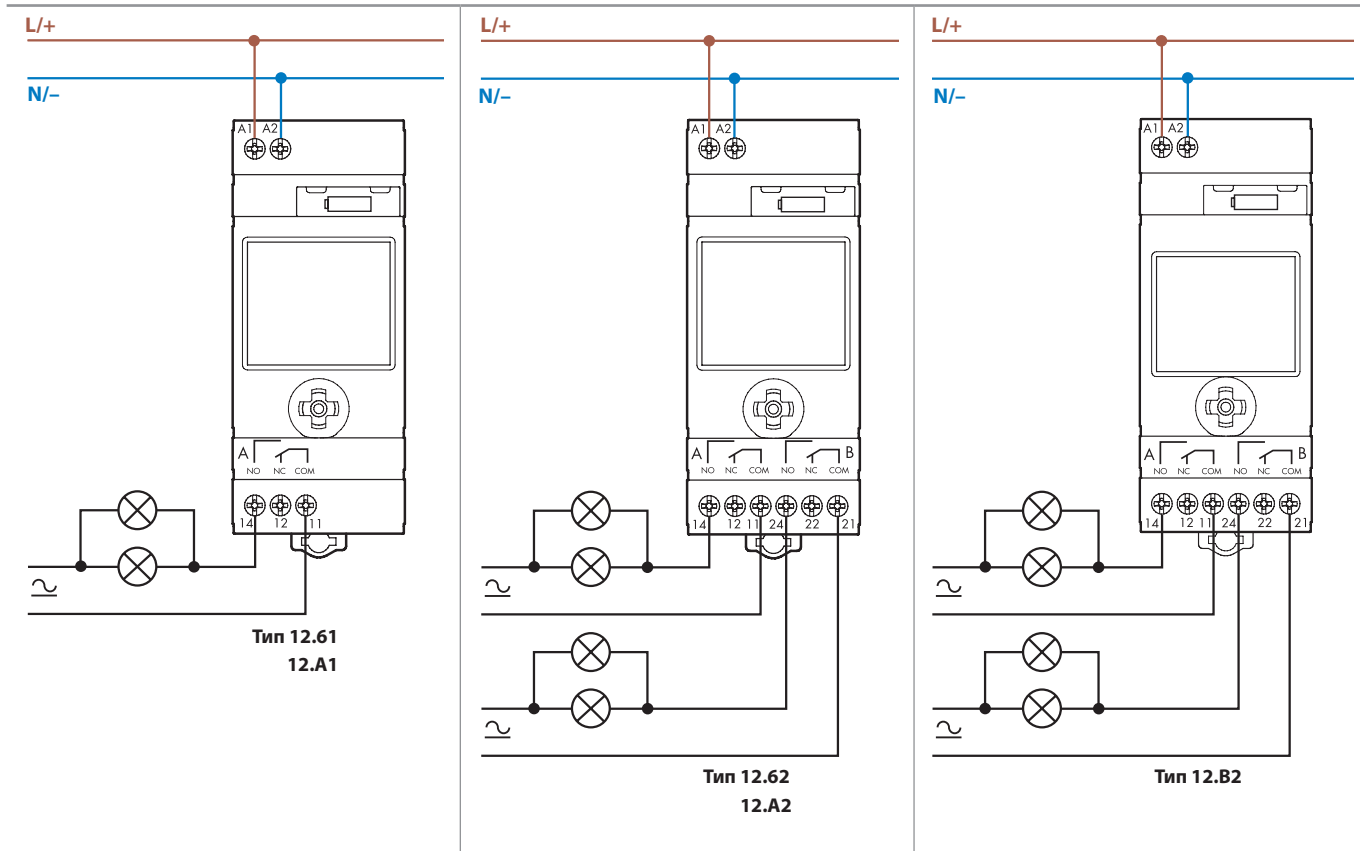 L/+
N/–
A1 A2
A
NO NC COM
14 12 11
Тип 12.61
12.A1
L/+
N/–
A1 A2
A B
NO NC COM NO NC COM
14 12 11 24 22 21
Тип 12.62
12.A2
L/+
N/–
A1 A2
A B
NO NC COM NO NC COM
14 12 11 24 22 21
Тип 12.B2